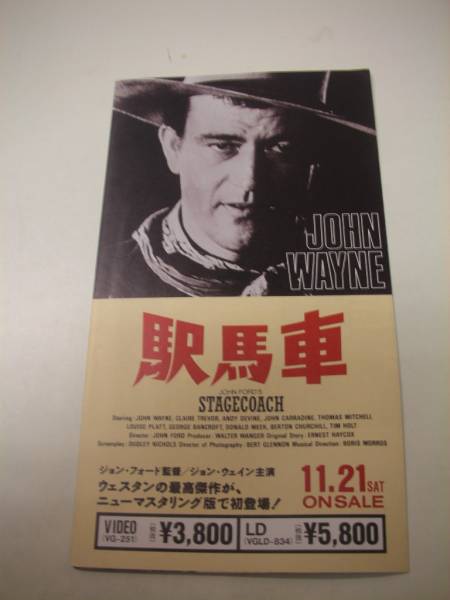 JOHN
WAYNE
駅馬車
JOHN FORD'S
STAGECOACH
Starring: JOHN WAYNE, CLAIRE TREVOR, ANDY DEVINE, JOHN CARRADINE, THOMAS MITCHELL
LOUISE PLATT, GEORGE BANCROFT, DONALD MEEK, BERTON CHURCHILL, TIM HOLT
Director: JOHN FORD Producer: WALTER WANGER Original Story: ERNEST HAYCOX
Screenplay: DUDLEY NICHOLS Director of Photography: BERT GLENNON Musical Direction: BORIS MORROS
ジョン・フォード監督/ジョン・ウェイン主演
ウェスタンの最高傑作が、
ニューマスタリング版で初登場!
11.21 SAT
ON SALE
VIDEO
(VG-251)
¥3,800
LD
(VGLD-834)
¥5,800